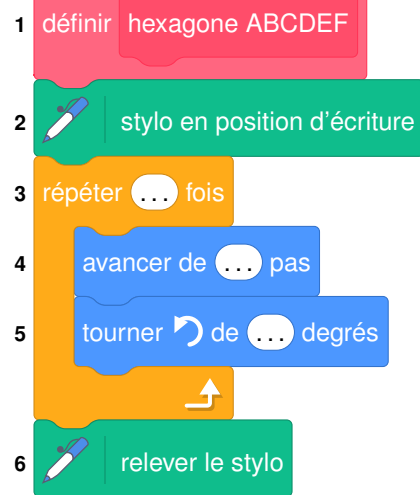 1 définir hexagone ABCDEF
2 stylo en position d’écriture
3 répéter ... fois
4 avancer de ... pas
5 tourner de ... degrés
6 relever le stylo